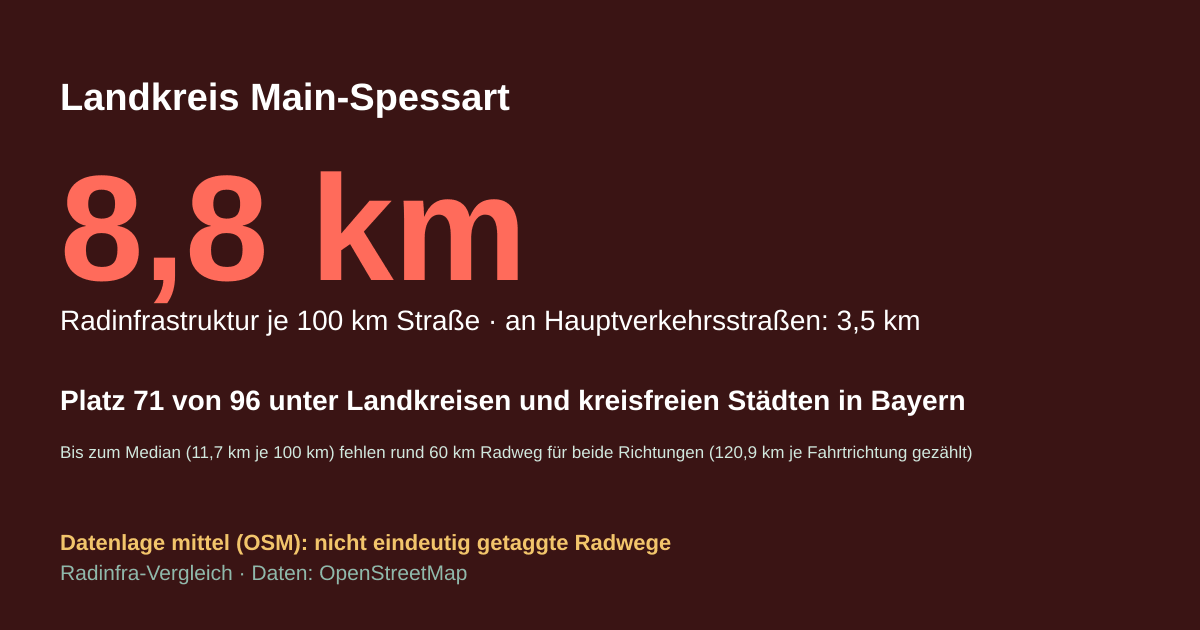 Landkreis Main-Spessart
8,8 km
Radinfrastruktur je 100 km Straße · an Hauptverkehrsstraßen: 3,5 km
Platz 71 von 96 unter Landkreisen und kreisfreien Städten in Bayern
Bis zum Median (11,7 km je 100 km) fehlen rund 60 km Radweg für beide Richtungen (120,9 km je Fahrtrichtung gezählt)
Datenlage mittel (OSM): nicht eindeutig getaggte Radwege
Radinfra-Vergleich · Daten: OpenStreetMap